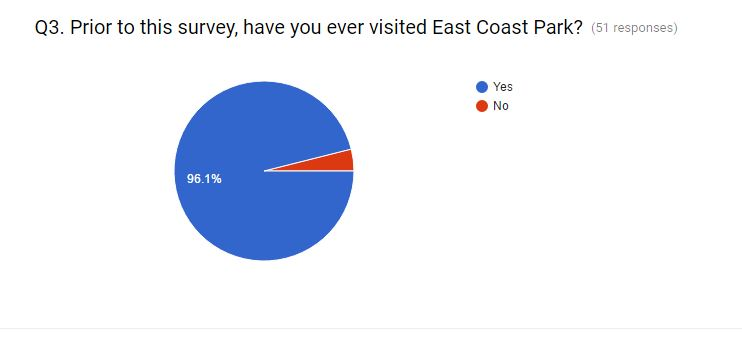 Q3. Prior to this survey, have you ever visited East Coast Park? (51 responses)
Yes
No
96.1%